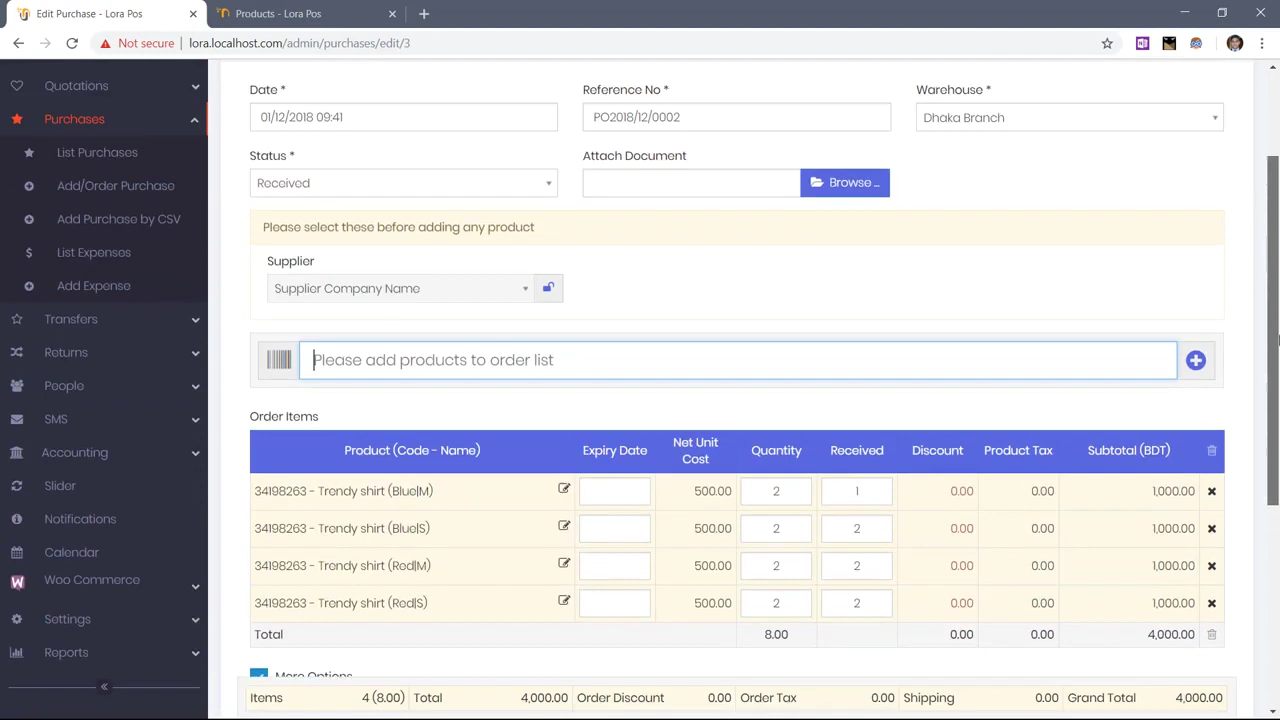 Edit Purchase - Lora Pos
Products - Lora Pos
Not secure lora.localhost.com/admin/purchases/edit/3
Quotations
Purchases
List Purchases
Add/Order Purchase
Add Purchase by CSV
List Expenses
Add Expense
Transfers
Returns
People
SMS
Accounting
Slider
Notifications
Calendar
Woo Commerce
Settings
Reports
Date * Reference No * Warehouse *
01/12/2018 09:41 PO2018/12/0002 Dhaka Branch
Status * Attach Document
Received Browse ...
Please select these before adding any product
Supplier
Supplier Company Name
Please add products to order list
Order Items
Product (Code - Name) Expiry Date Net Unit Cost Quantity Received Discount Product Tax Subtotal (BDT)
34198263 - Trendy shirt (Blue|M) 500.00 2 1 0.00 0.00 1,000.00
34198263 - Trendy shirt (Blue|S) 500.00 2 2 0.00 0.00 1,000.00
34198263 - Trendy shirt (Red|M) 500.00 2 2 0.00 0.00 1,000.00
34198263 - Trendy shirt (Red|S) 500.00 2 2 0.00 0.00 1,000.00
Total 8.00 0.00 0.00 4,000.00
More Options
Items 4 (8.00) Total 4,000.00 Order Discount 0.00 Order Tax 0.00 Shipping 0.00 Grand Total 4,000.00